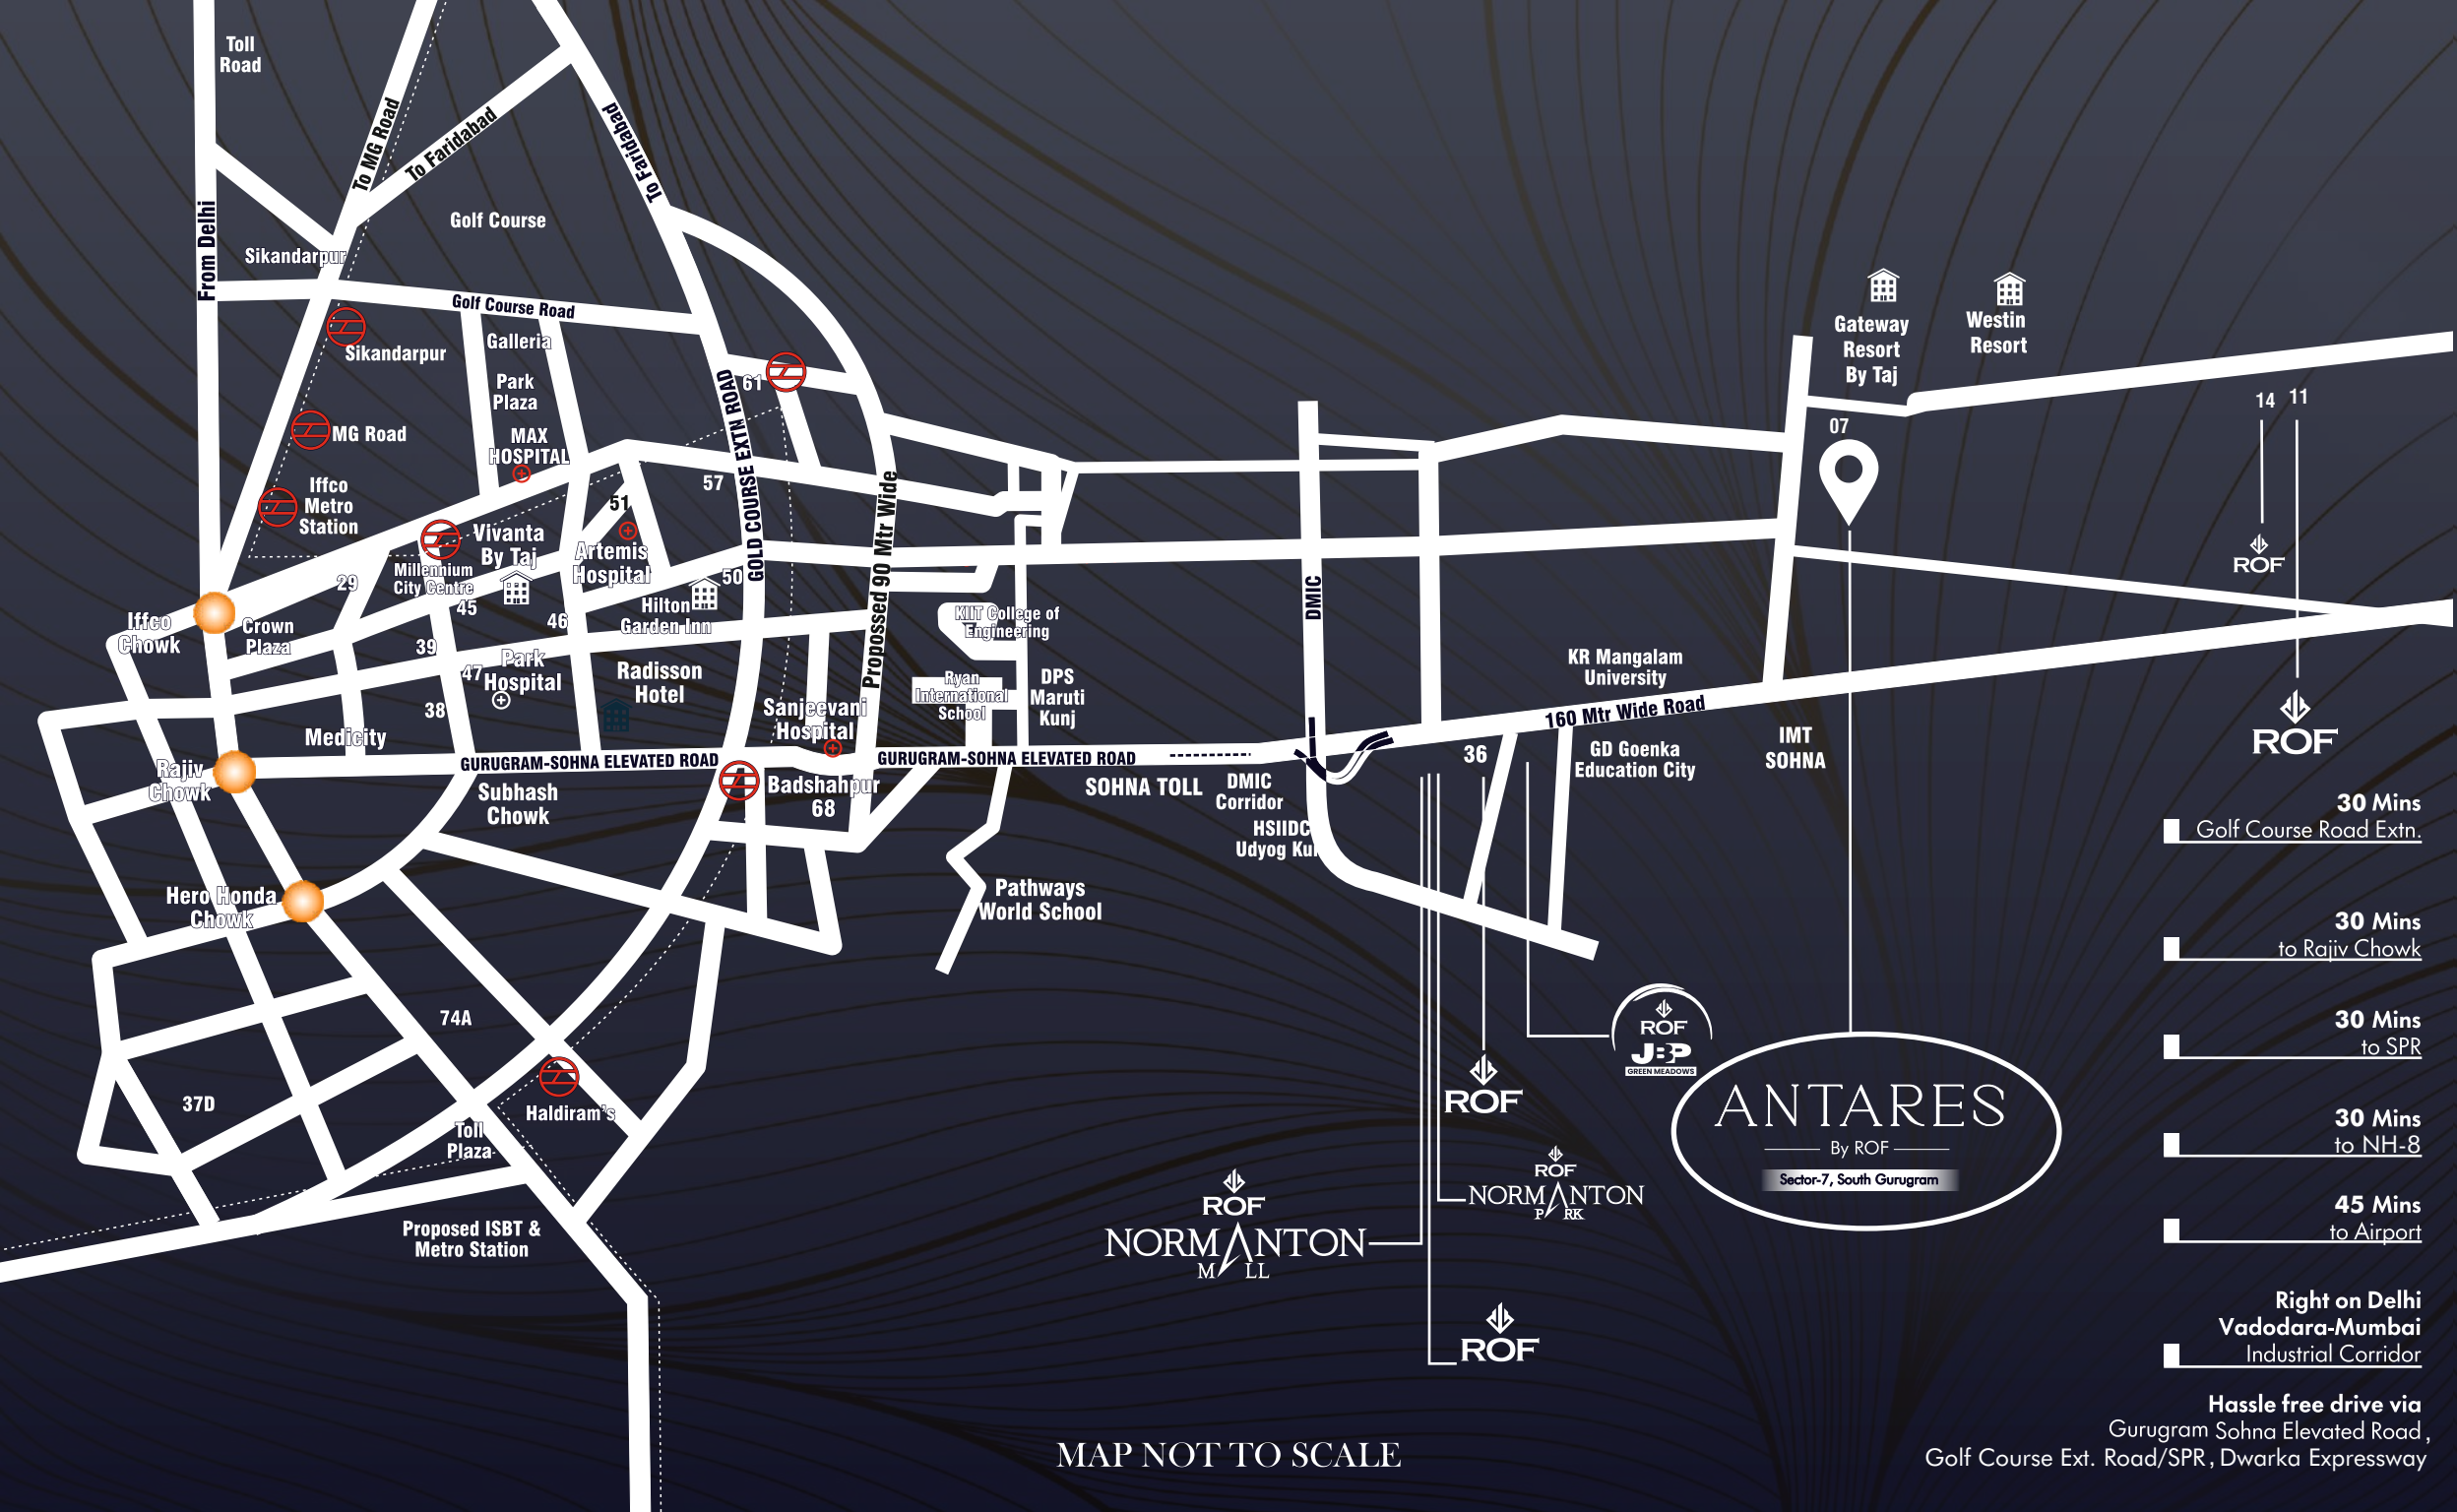 Toll
Road
To MG Road
To Faridabad
To Faridabad
From Delhi
Golf Course
Sikandarpur
Golf Course Road
Sikandarpur
Galleria
Park
Plaza
MG Road
MAX
HOSPITAL
Iffco
Metro
Station
61
GOLD COURSE EXTN ROAD
57
51
Vivanta
By Taj
Artemis
Hospital
Millennium
City Centre
29
45
50
Hilton
Garden Inn
46
Iffco
Chowk
Crown
Plaza
39
47
Park
Hospital
38
Radisson
Hotel
Medicity
Propossed 90 Mtr Wide
KIIT College of
Engineering
Ryan
International
School
DPS
Maruti
Kunj
Sanjeevani
Hospital
Rajiv
Chowk
GURUGRAM-SOHNA ELEVATED ROAD
GURUGRAM-SOHNA ELEVATED ROAD
Subhash
Chowk
Badshahpur
68
SOHNA TOLL
DMIC
DMIC
Corridor
HSIIDC
Udyog Kun
Hero Honda
Chowk
Pathways
World School
74A
37D
Haldiram's
Toll
Plaza
Proposed ISBT &
Metro Station
Gateway
Resort
By Taj
Westin
Resort
07
14
11
ROF
ROF
KR Mangalam
University
160 Mtr Wide Road
36
GD Goenka
Education City
IMT
SOHNA
ROF
JBP
GREEN MEADOWS
ROF
ROF
NORMANTON
PARK
ROF
NORMANTON
MALL
ROF
ANTARES
By ROF
Sector-7, South Gurugram
30 Mins
Golf Course Road Extn.
30 Mins
to Rajiv Chowk
30 Mins
to SPR
30 Mins
to NH-8
45 Mins
to Airport
Right on Delhi
Vadodara-Mumbai
Industrial Corridor
Hassle free drive via
Gurugram Sohna Elevated Road,
Golf Course Ext. Road/SPR, Dwarka Expressway
MAP NOT TO SCALE